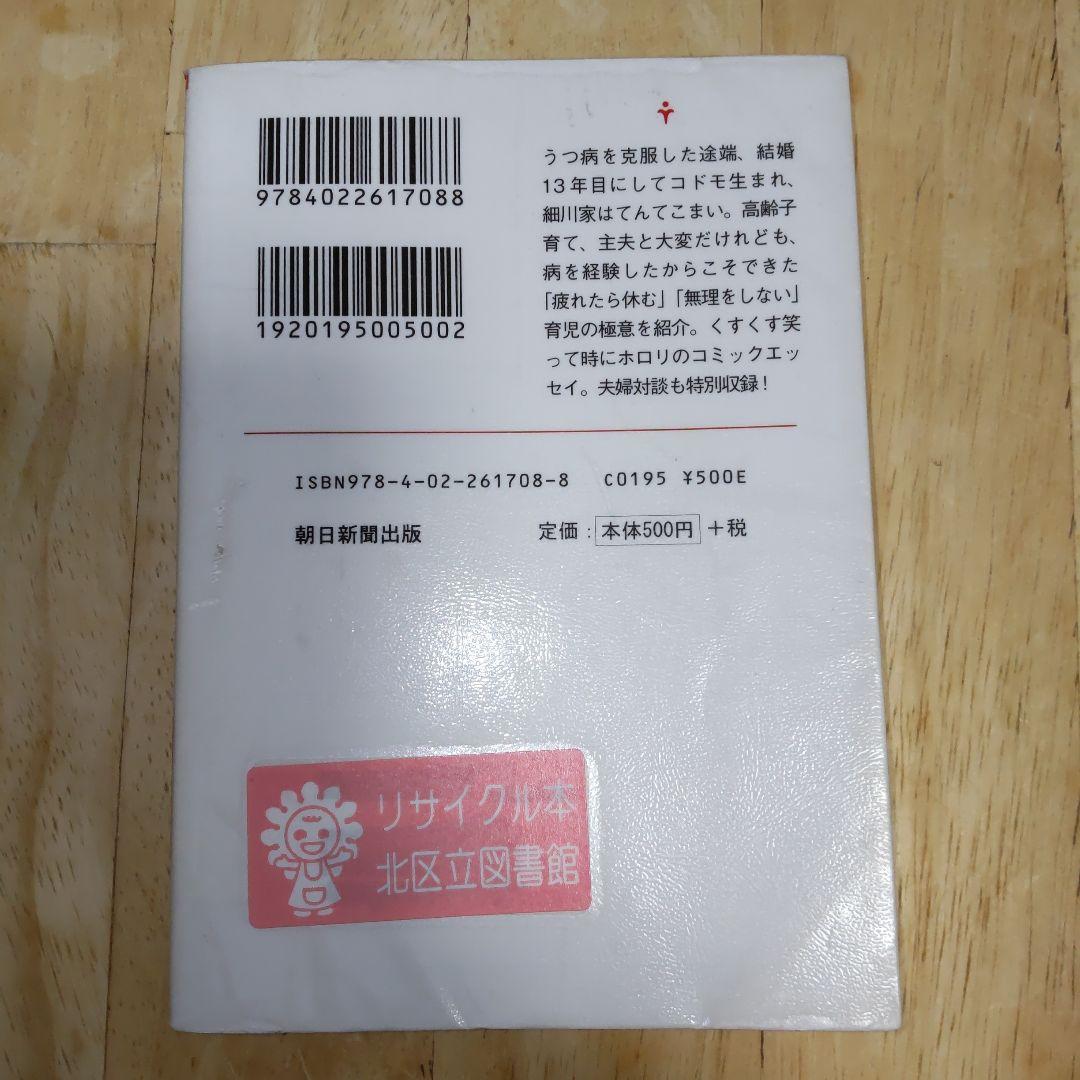 9784022617088
1920195005002
うつ病を克服した途端、結婚
13年目にしてコドモ生まれ、
細川家はてんてこまい。高齢子
育て、主夫と大変だけれども、
病を経験したからこそできた
「疲れたら休む」「無理をしない」
育児の極意を紹介。くすくす笑
って時にホロリのコミックエッ
セイ。夫婦対談も特別収録!
ISBN978-4-02-261708-8 C0195 ¥500E
朝日新聞出版 定価:本体500円+税
リサイクル本
北区立図書館